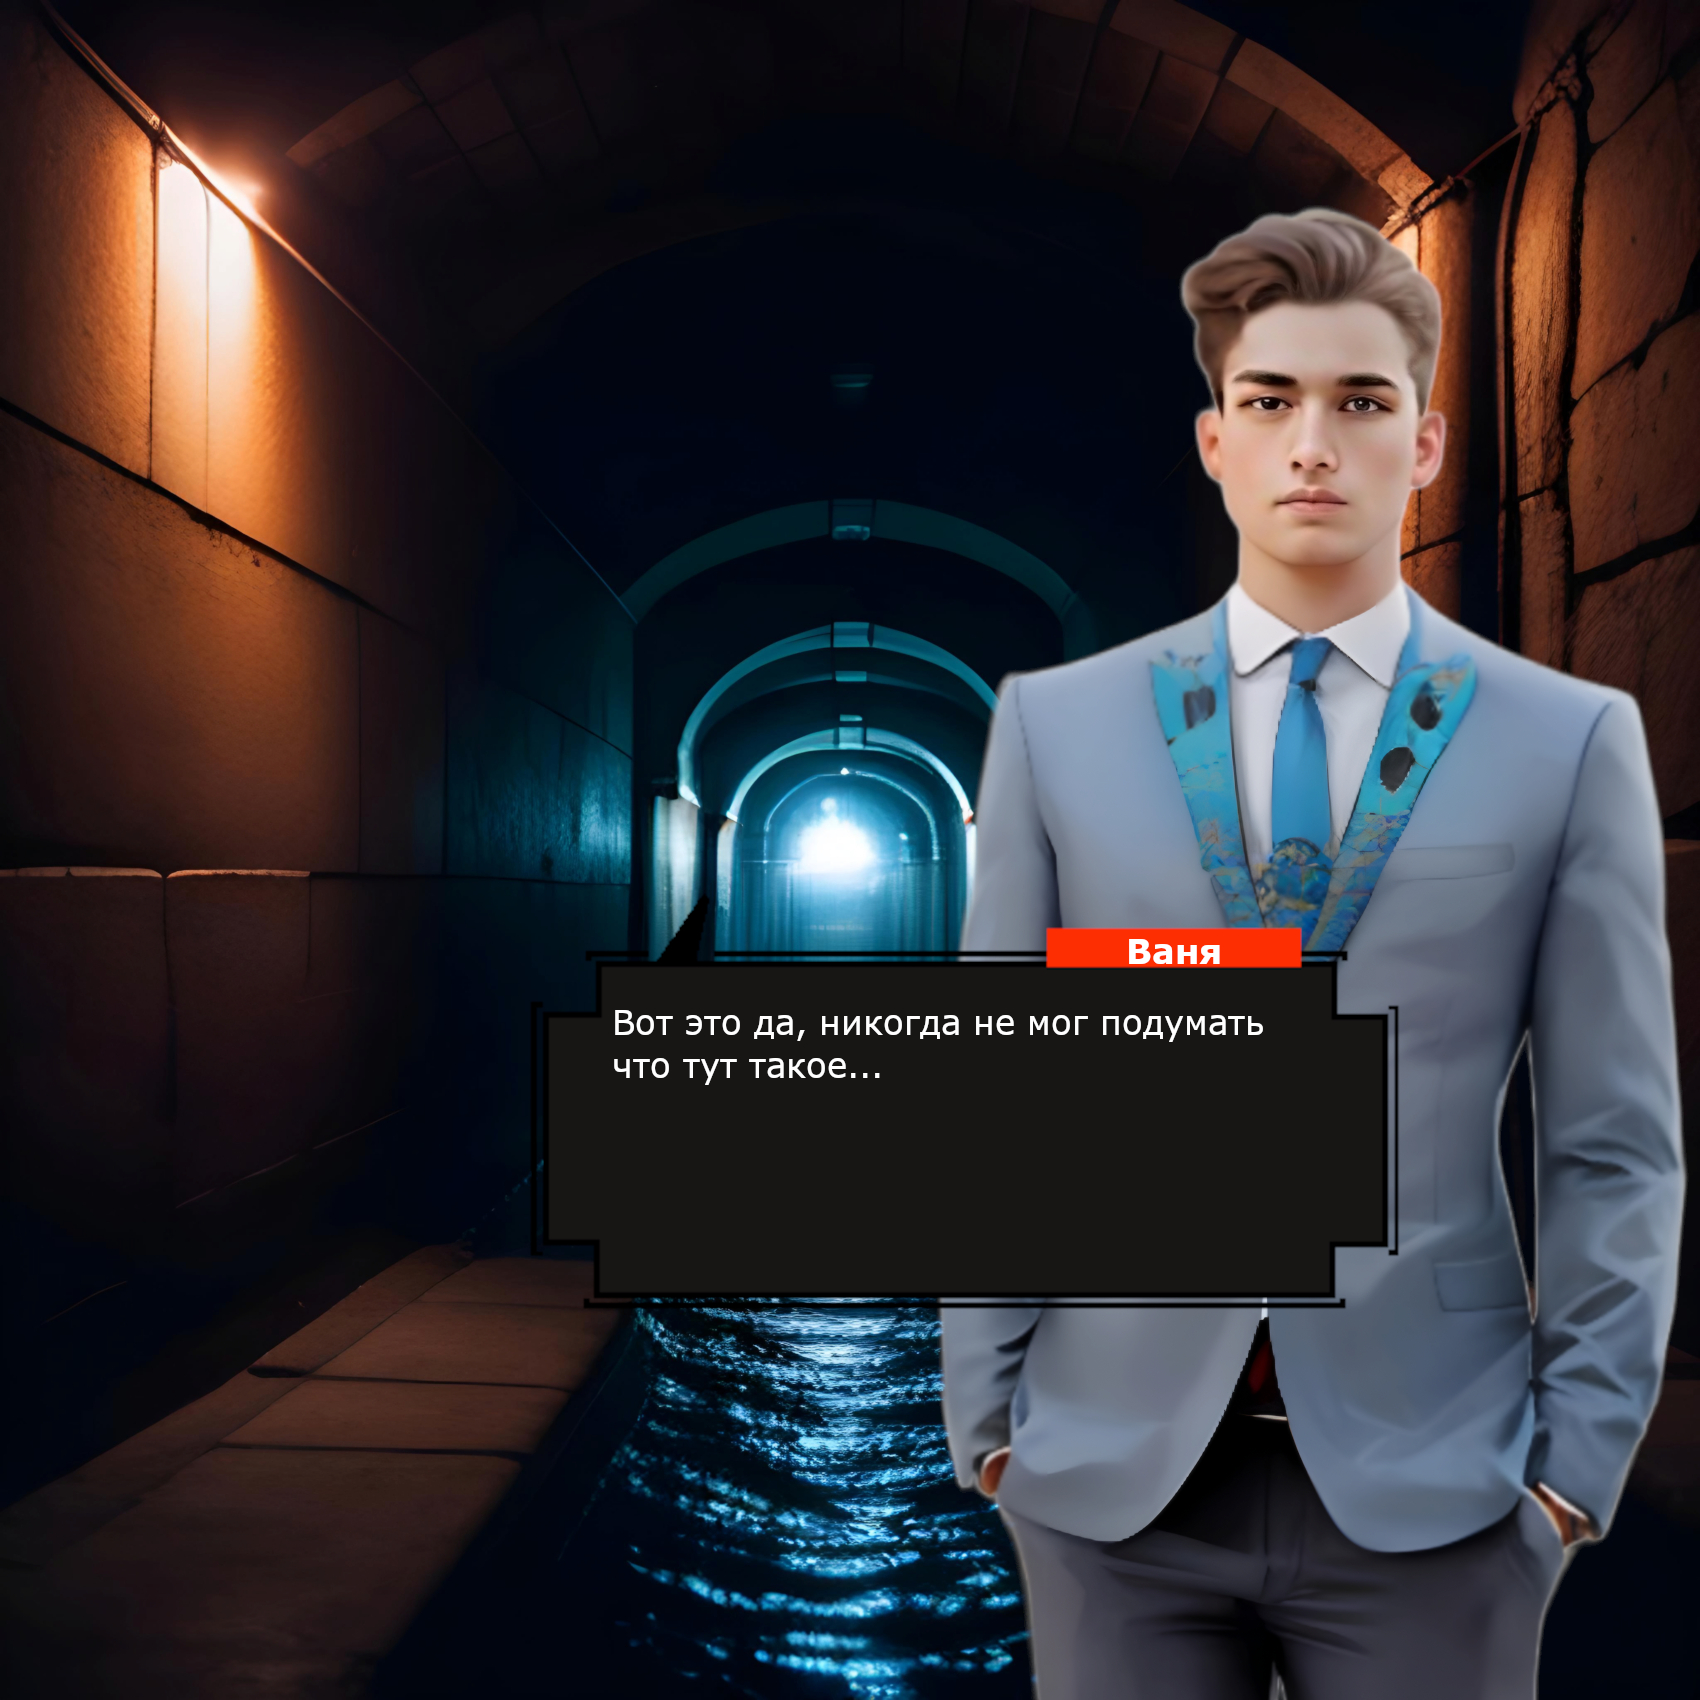 Ваня
Вот это да, никогда не мог подумать
что тут такое...